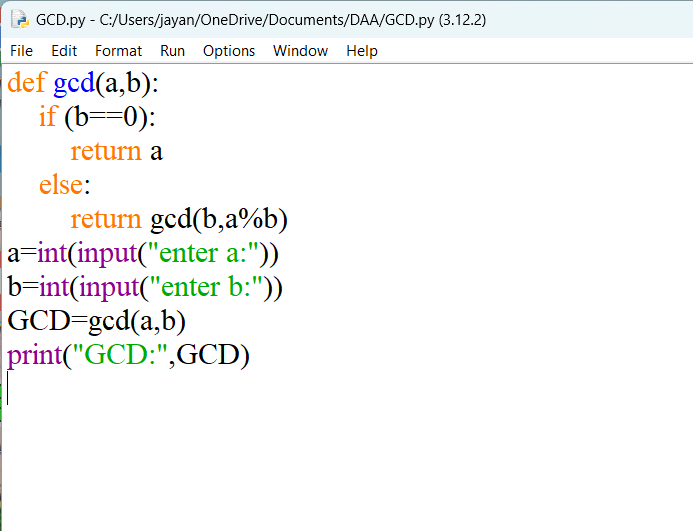 GCD.py - C:/Users/jayan/OneDrive/Documents/DAA/GCD.py (3.12.2)
File Edit Format Run Options Window Help
def gcd(a,b):
    if (b==0):
        return a
    else:
        return gcd(b,a%b)
a=int(input("enter a:"))
b=int(input("enter b:"))
GCD=gcd(a,b)
print("GCD:",GCD)